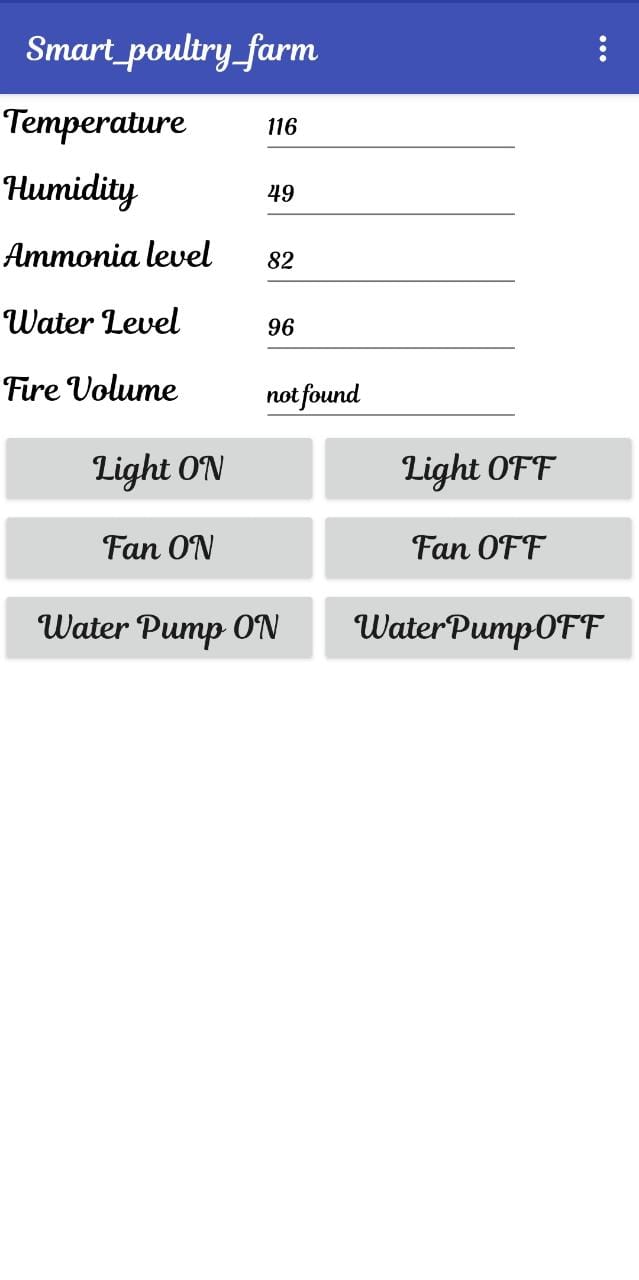 Smart_poultry_farm
Temperature 116
Humidity 49
Ammonia level 82
Water Level 96
Fire Volume not found
Light ON Light OFF
Fan ON Fan OFF
Water Pump ON WaterPumpOFF